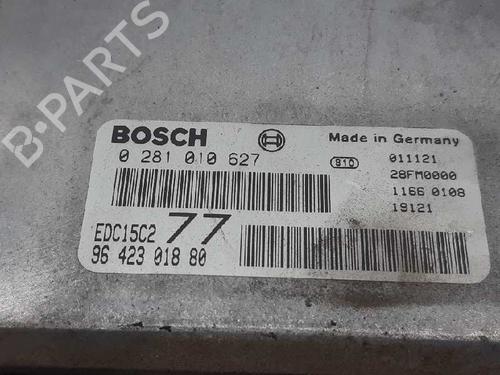 B-PARTS
BOSCH
Made in Germany
0 281 010 627
910
011121
28FM0000
1166 0108
19121
EDC15C2 77
96 423 018 80